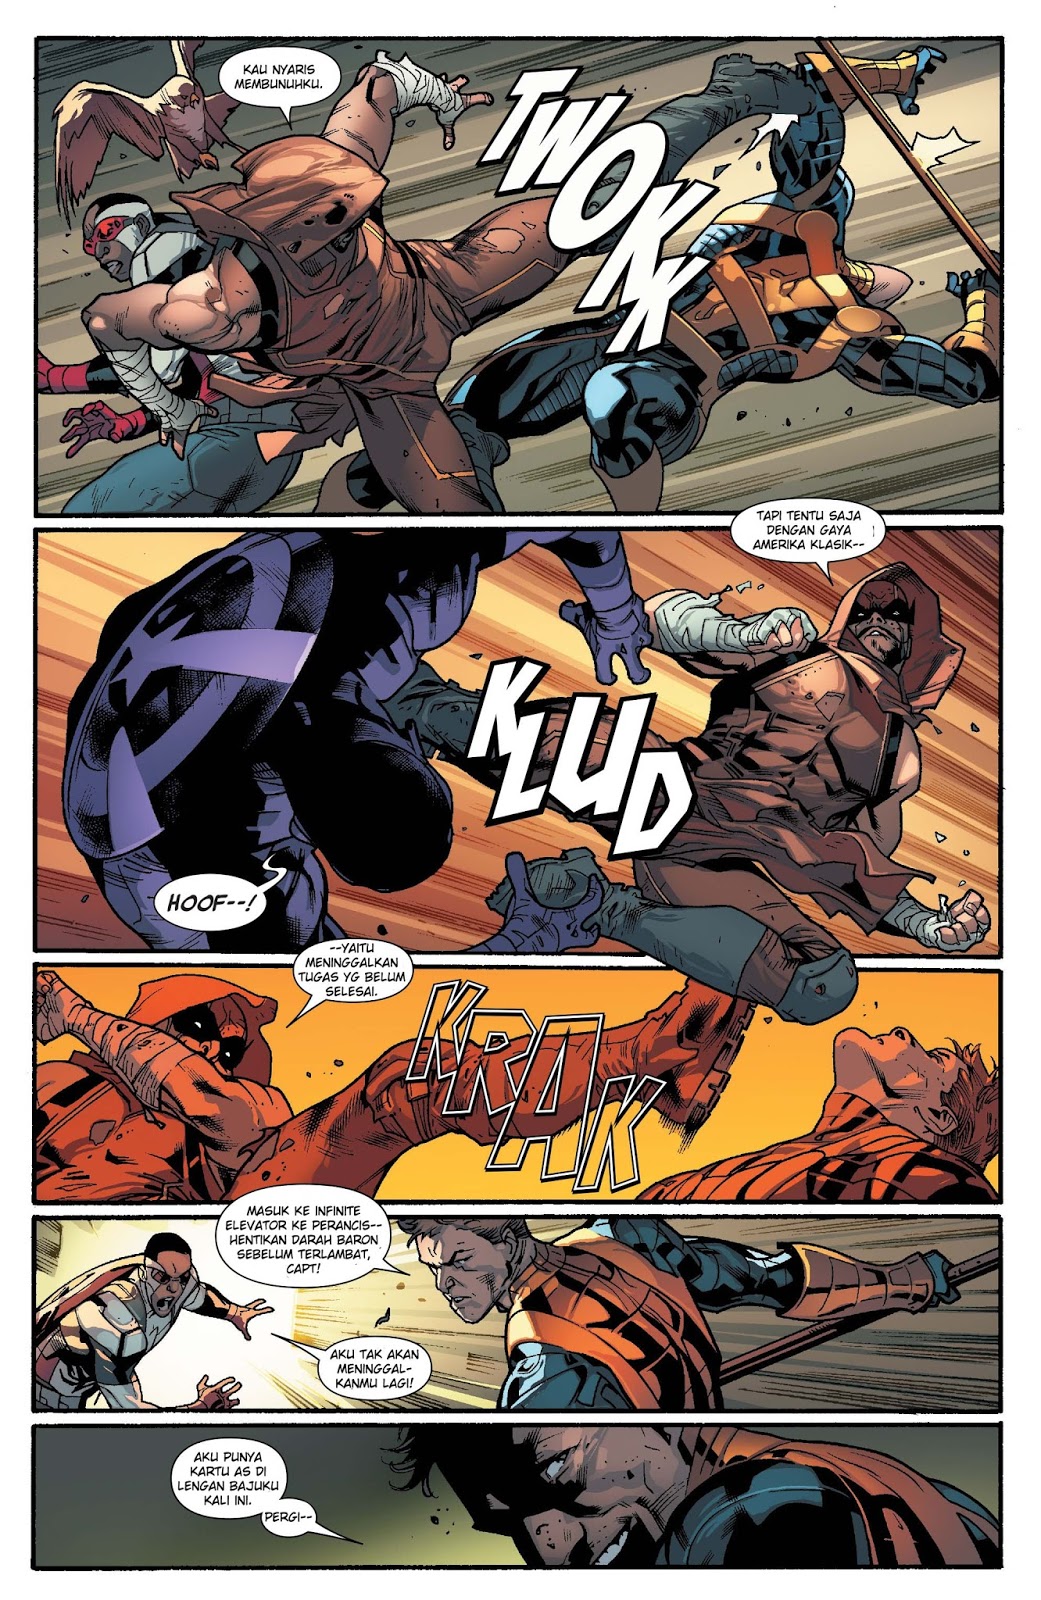 KAU NYARIS
MEMBUNUHKU.
TWOKK
TAPI TENTU SAJA
DENGAN GAYA
AMERIKA KLASIK--
KLUD
HOOF--!
--YAITU
MENINGGALKAN
TUGAS YG BELUM
SELESAI.
KRAK
MASUK KE INFINITE
ELEVATOR KE PERANCIS--
HENTIKAN DARAH BARON
SEBELUM TERLAMBAT,
CAPT!
AKU TAK AKAN
MENINGGAL-
KANMU LAGI!
AKU PUNYA
KARTU AS DI
LENGAN BAJUKU
KALI INI.
PERGI--